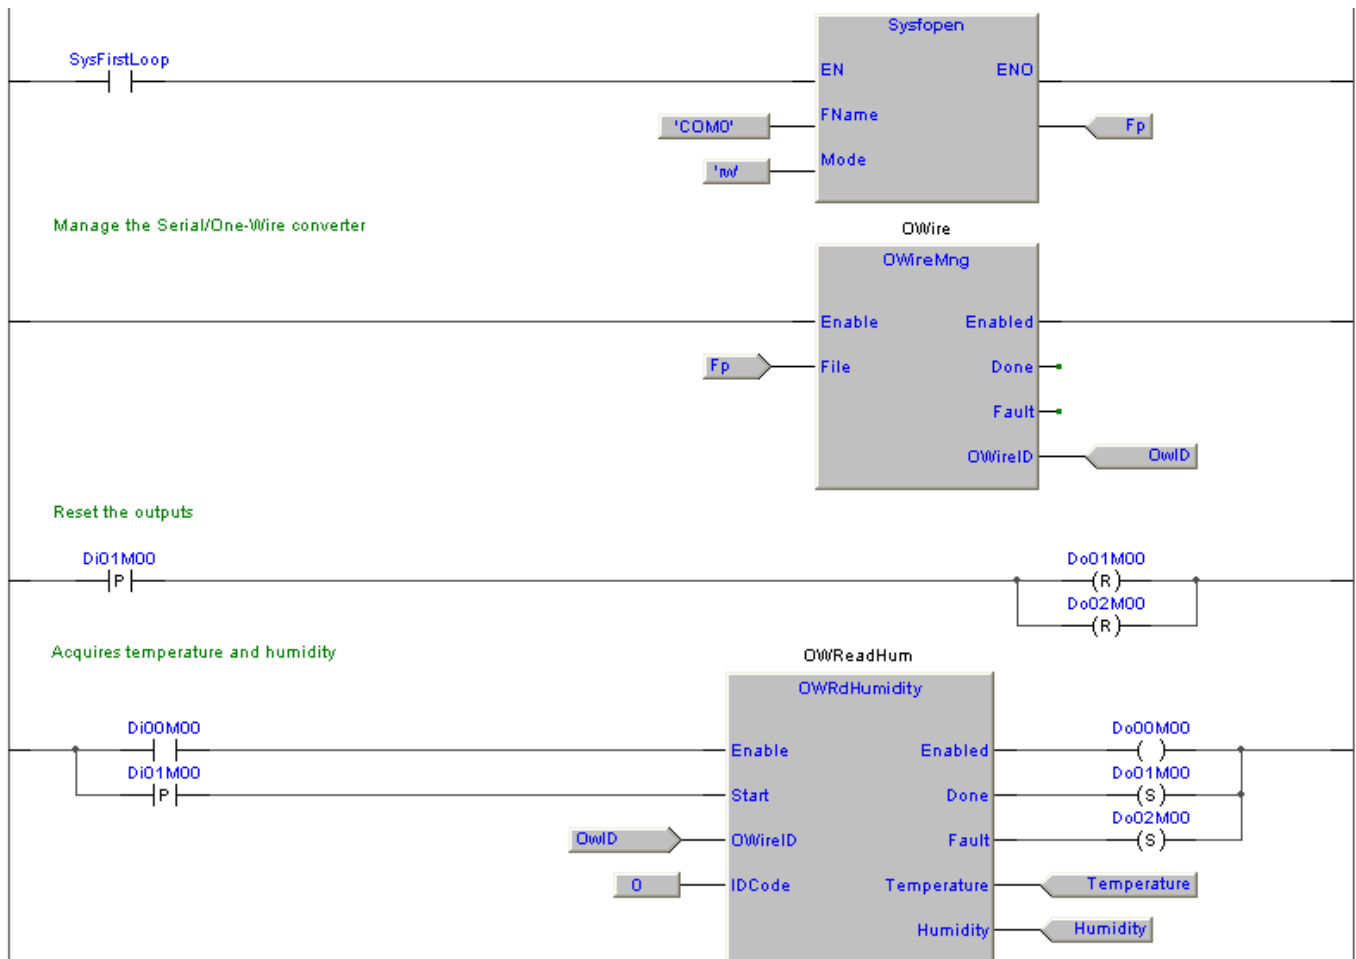 Sysfopen
SysFirstLoop
EN ENO
'COM0' FName Fp
'rw' Mode
Manage the Serial/One-Wire converter
OWire
OWireMng
Enable Enabled
Fp File Done
Fault
OWireID OwID
Reset the outputs
Di01M00 Do01M00
P R
Do02M00
R
Acquires temperature and humidity
OWReadHum
OWRdHumidity
Di00M00 Do00M00
Enable Enabled
Di01M00 Do01M00
P Start Done S
Do02M00
OwID OWireID Fault S
0 IDCode Temperature Temperature
Humidity Humidity